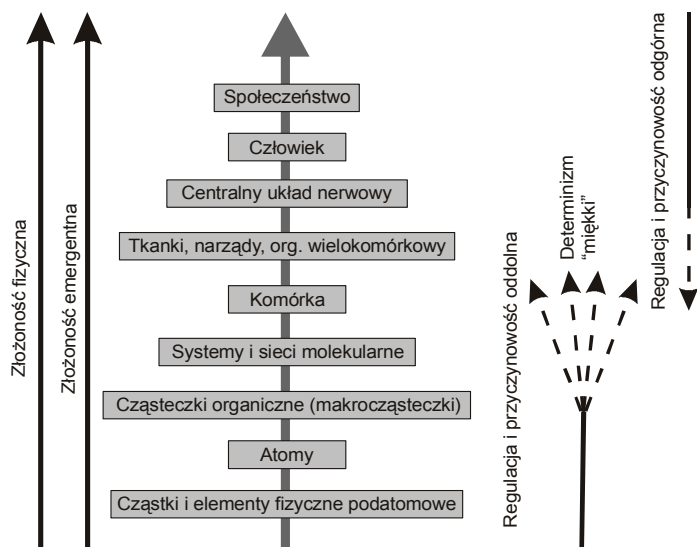 Złożoność fizyczna
Złożoność emergentna
Społeczeństwo
Człowiek
Centralny układ nerwowy
Tkanki, narządy, org. wielokomórkowy
Komórka
Systemy i sieci molekularne
Cząsteczki organiczne (makrocząsteczki)
Atomy
Cząstki i elementy fizyczne podatomowe
Regulacja i przyczynowość oddolna
Determinizm
“miękki”
Regulacja i przyczynowość odgórna